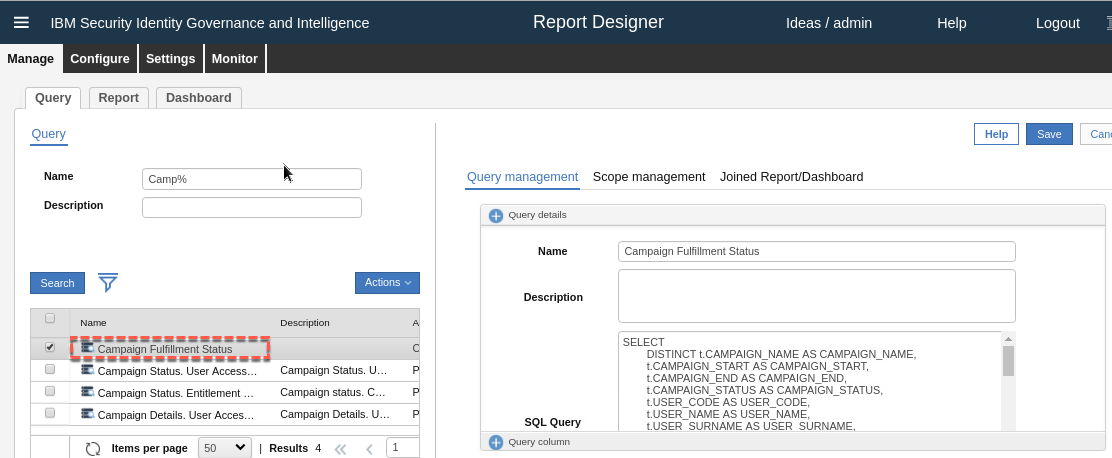 IBM Security Identity Governance and Intelligence Report Designer Ideas / admin Help Logout
Manage Configure Settings Monitor
Query Report Dashboard
Query
Help Save
Name Camp%
Description
Query management Scope management Joined Report/Dashboard
Query details
Name Campaign Fulfillment Status
Description
Search Actions
Name Description A
Campaign Fulfillment Status C
Campaign Status. User Access... Campaign Status. U... P
Campaign Status. Entitlement ... Campaign status. C... P
Campaign Details. User Acces... Campaign Details. U... P
Items per page 50 | Results 4 1
SQL Query
SELECT
DISTINCT t.CAMPAIGN_NAME AS CAMPAIGN_NAME,
t.CAMPAIGN_START AS CAMPAIGN_START,
t.CAMPAIGN_END AS CAMPAIGN_END,
t.CAMPAIGN_STATUS AS CAMPAIGN_STATUS,
t.USER_CODE AS USER_CODE,
t.USER_NAME AS USER_NAME,
t.USER_SURNAME AS USER_SURNAME,
Query column